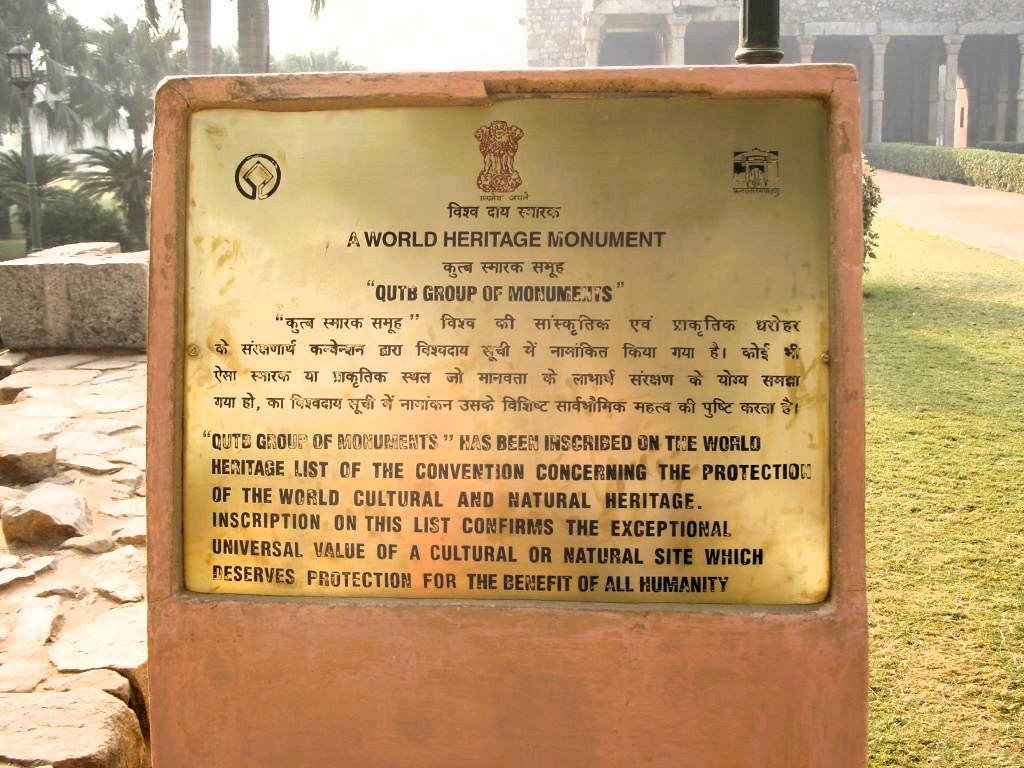 विश्व दाय स्मारक
A WORLD HERITAGE MONUMENT
कुत्ब स्मारक समूह
"QUTB GROUP OF MONUMENTS"
"कुत्ब स्मारक समूह" विश्व की सांस्कृतिक एवं प्राकृतिक धरोहर
के संरक्षणार्थ कन्वेन्शन द्वारा विश्वदाय सूची में नामांकित किया गया है। कोई भी
ऐसा स्मारक या प्राकृतिक स्थल जो मानवता के लाभार्थ संरक्षण के योग्य समझा
गया हो, का विश्वदाय सूची में नामांकन उसके विशिष्ट सार्वभौमिक महत्व की पुष्टि करता है।
"QUTB GROUP OF MONUMENTS" HAS BEEN INSCRIBED ON THE WORLD
HERITAGE LIST OF THE CONVENTION CONCERNING THE PROTECTION
OF THE WORLD CULTURAL AND NATURAL HERITAGE.
INSCRIPTION ON THIS LIST CONFIRMS THE EXCEPTIONAL
UNIVERSAL VALUE OF A CULTURAL OR NATURAL SITE WHICH
DESERVES PROTECTION FOR THE BENEFIT OF ALL HUMANITY